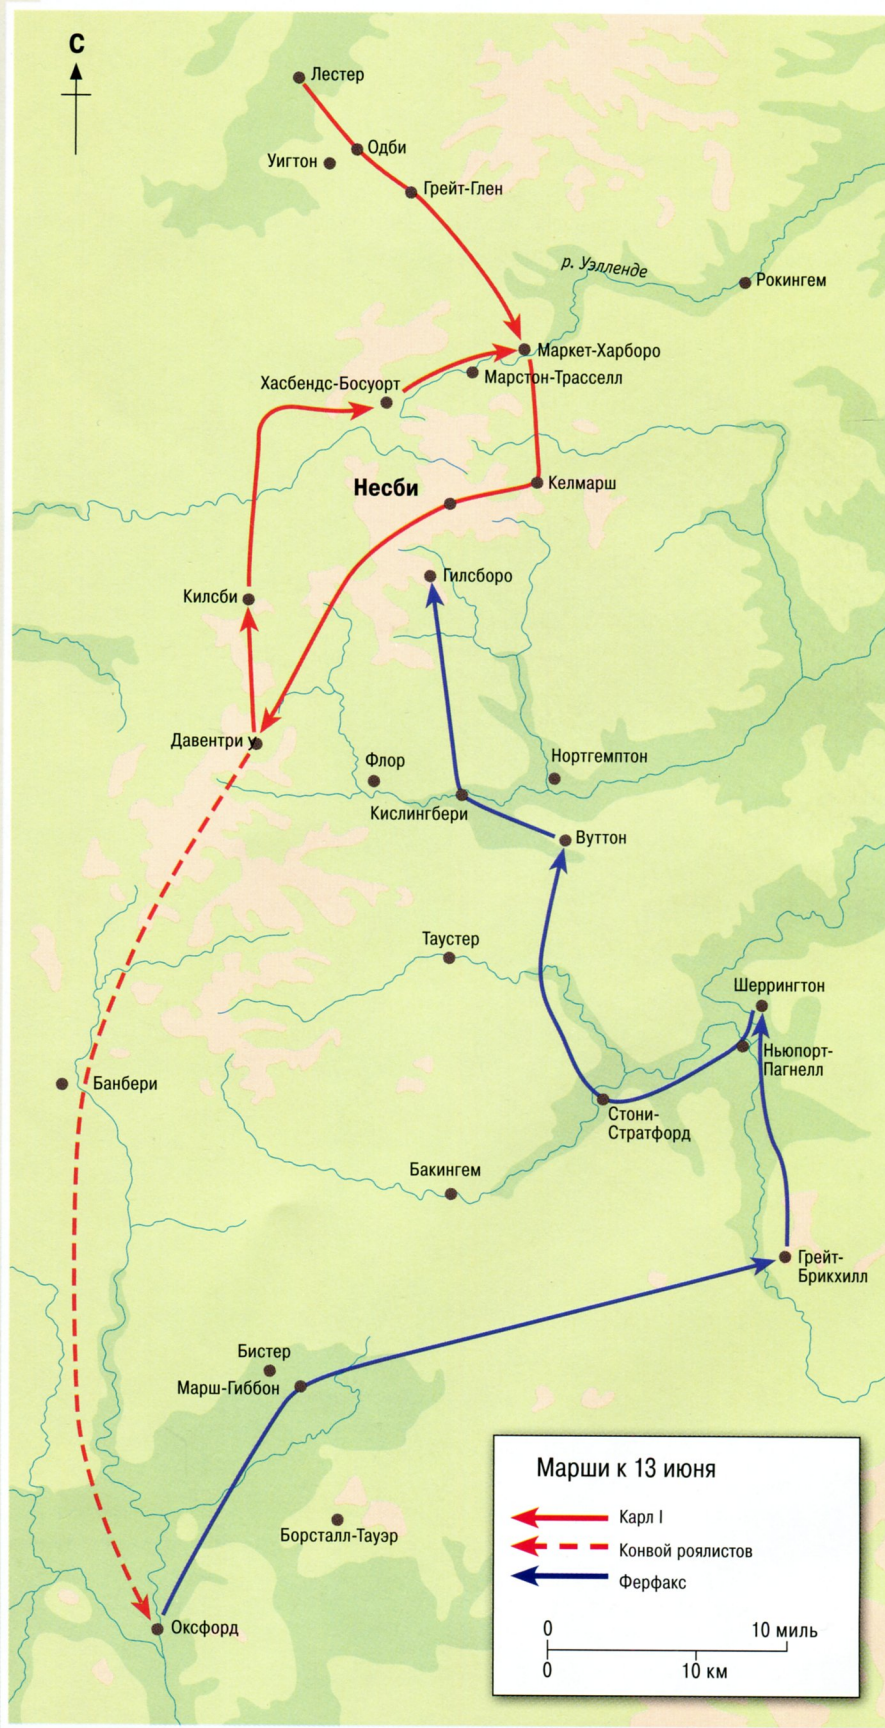 С
Лестер
Одби
Уигтон
Грейт-Глен
р. Уэлленде
Рокингем
Маркет-Харборо
Марстон-Трасселл
Хасбендс-Босуорт
Несби
Келмарш
Гилсборо
Килсби
Давентри у
Флор
Нортгемптон
Кислингбери
Вуттон
Таустер
Шеррингтон
Ньюпорт-
Пагнелл
Банбери
Стони-
Стратфорд
Бакингем
Грейт-
Брикхилл
Бистер
Марш-Гиббон
Борсталл-Тауэр
Оксфорд
Марши к 13 июня
Карл I
Конвой роялистов
Ферфакс
0 10 миль
0 10 км